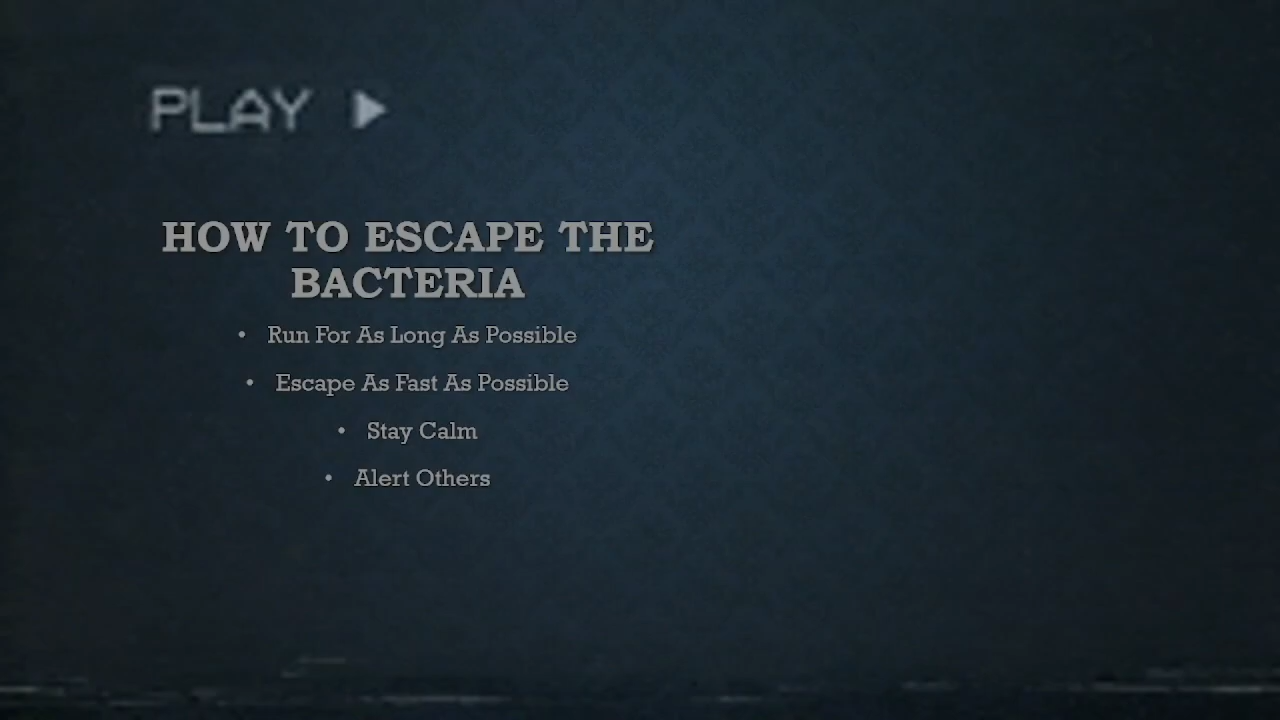 PLAY
HOW TO ESCAPE THE
BACTERIA
• Run For As Long As Possible
• Escape As Fast As Possible
• Stay Calm
• Alert Others